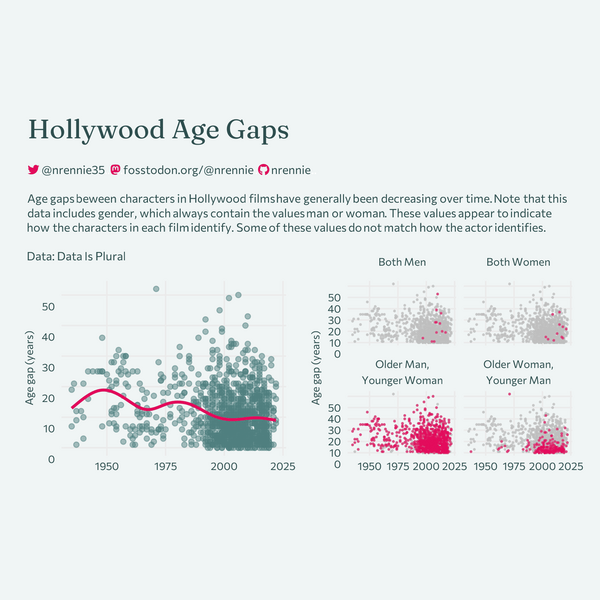 Hollywood Age Gaps
@nrennie35 fosstodon.org/@nrennie nrennie
Age gaps beween characters in Hollywood films have generally been decreasing over time. Note that this
data includes gender, which always contain the values man or woman. These values appear to indicate
how the characters in each film identify. Some of these values do not match how the actor identifies.
Data: Data Is Plural
Age gap (years)
50
40
30
20
10
0
1950 1975 2000 2025
Both Men Both Women
Age gap (years)
50
40
30
20
10
0
Older Man,
Younger Woman
Older Woman,
Younger Man
50
40
30
20
10
0
1950 1975 2000 2025 1950 1975 2000 2025